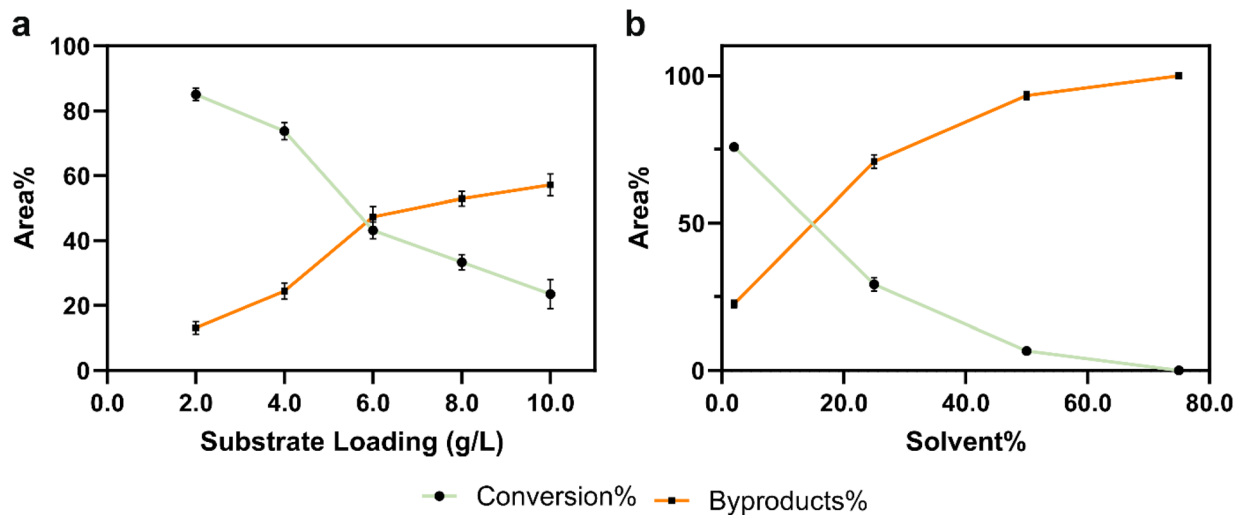 a
100
80
60
40
20
0
Area%
0.0 2.0 4.0 6.0 8.0 10.0
Substrate Loading (g/L)
b
100
50
0
Area%
0.0 20.0 40.0 60.0 80.0
Solvent%
Conversion% Byproducts%